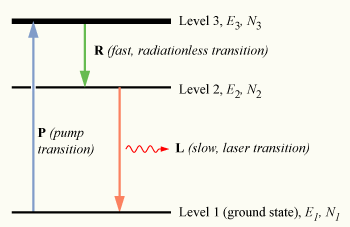 Level 3, E3, N3
R (fast, radiationless transition)
Level 2, E2, N2
P (pump
transition)
L (slow, laser transition)
Level 1 (ground state), E1, N1